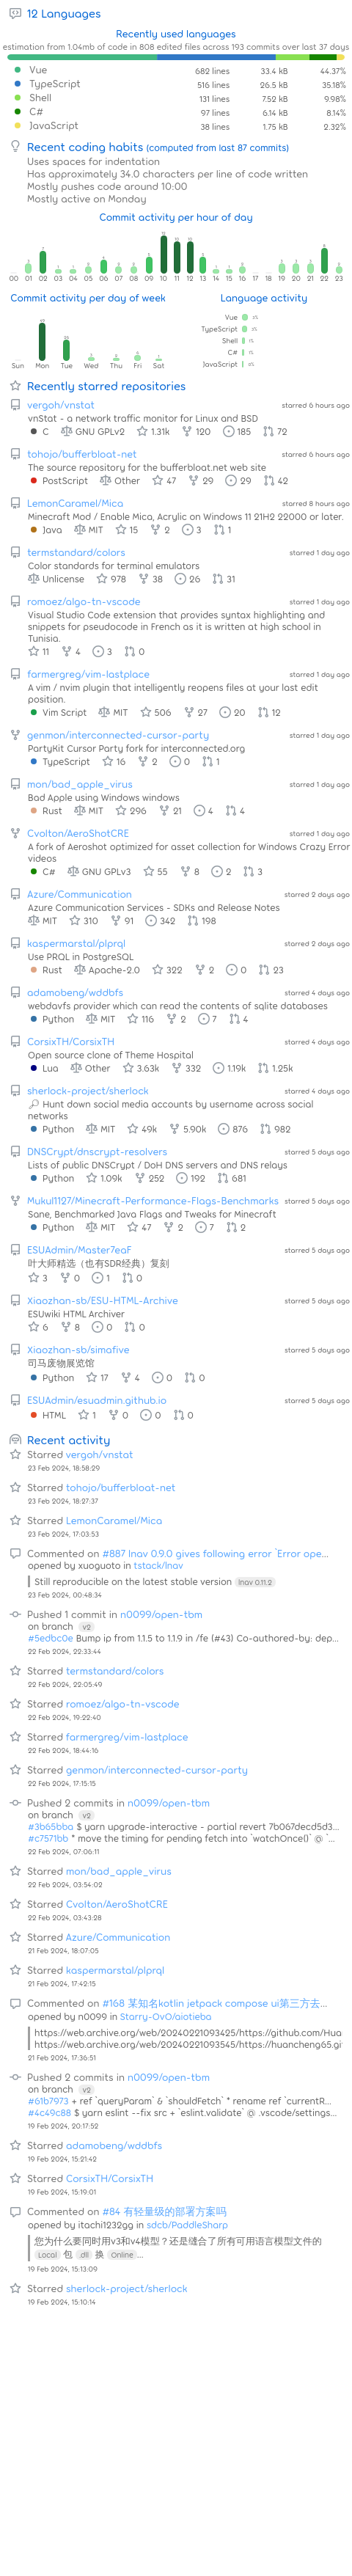 12 Languages
Recently used languages
estimation from 1.04mb of code in 808 edited files across 193 commits over last 37 days
Vue 682 lines 33.4 kB 44.37%
TypeScript 516 lines 26.5 kB 35.18%
Shell 131 lines 7.52 kB 9.98%
C# 97 lines 6.14 kB 8.14%
JavaScript 38 lines 1.75 kB 2.32%
Recent coding habits (computed from last 87 commits)
Uses spaces for indentation
Has approximately 34.0 characters per line of code written
Mostly pushes code around 10:00
Mostly active on Monday
Commit activity per hour of day
00 01 02 03 04 05 06 07 08 09 10 11 12 13 14 15 16 17 18 19 20 21 22 23
Commit activity per day of week
Sun Mon Tue Wed Thu Fri Sat
Language activity
Vue
TypeScript
Shell
C#
JavaScript
Recently starred repositories
vergoh/vnstat starred 6 hours ago
vnStat - a network traffic monitor for Linux and BSD
C GNU GPLv2 1.31k 120 185 72
tohojo/bufferbloat-net starred 6 hours ago
The source repository for the bufferbloat.net web site
PostScript Other 47 29 29 42
LemonCaramel/Mica starred 8 hours ago
Minecraft Mod / Enable Mica, Acrylic on Windows 11 21H2 22000 or later.
Java MIT 15 2 3 1
termstandard/colors starred 1 day ago
Color standards for terminal emulators
Unlicense 978 38 26 31
romoez/algo-tn-vscode starred 1 day ago
Visual Studio Code extension that provides syntax highlighting and
snippets for pseudocode in French as it is written at high school in
Tunisia.
11 4 3 0
farmergreg/vim-lastplace starred 1 day ago
A vim / nvim plugin that intelligently reopens files at your last edit
position.
Vim Script MIT 506 27 20 12
genmon/interconnected-cursor-party starred 1 day ago
PartyKit Cursor Party fork for interconnected.org
TypeScript 16 2 0 1
mon/bad_apple_virus starred 1 day ago
Bad Apple using Windows windows
Rust MIT 296 21 4 4
Cvolton/AeroShotCRE starred 1 day ago
A fork of Aeroshot optimized for asset collection for Windows Crazy Error
videos
C# GNU GPLv3 55 8 2 3
Azure/Communication starred 2 days ago
Azure Communication Services - SDKs and Release Notes
MIT 310 91 342 198
kaspermarstal/plprql starred 2 days ago
Use PRQL in PostgreSQL
Rust Apache-2.0 322 2 0 23
adamobeng/wddbfs starred 4 days ago
webdavfs provider which can read the contents of sqlite databases
Python MIT 116 2 7 4
CorsixTH/CorsixTH starred 4 days ago
Open source clone of Theme Hospital
Lua Other 3.63k 332 1.19k 1.25k
sherlock-project/sherlock starred 4 days ago
🔎 Hunt down social media accounts by username across social
networks
Python MIT 49k 5.90k 876 982
DNSCrypt/dnscrypt-resolvers starred 5 days ago
Lists of public DNSCrypt / DoH DNS servers and DNS relays
Python 1.09k 252 192 681
Mukul1127/Minecraft-Performance-Flags-Benchmarks starred 5 days ago
Sane, Benchmarked Java Flags and Tweaks for Minecraft
Python MIT 47 2 7 2
ESUAdmin/Master7eaF starred 5 days ago
叶大师精选（也有SDR经典）复刻
3 0 1 0
Xiaozhan-sb/ESU-HTML-Archive starred 5 days ago
ESUwiki HTML Archiver
6 8 0 0
Xiaozhan-sb/simafive starred 5 days ago
司马废物展览馆
Python 17 4 0 0
ESUAdmin/esuadmin.github.io starred 5 days ago
HTML 1 0 0 0
Recent activity
Starred vergoh/vnstat
23 Feb 2024, 18:58:29
Starred tohojo/bufferbloat-net
23 Feb 2024, 18:27:37
Starred LemonCaramel/Mica
23 Feb 2024, 17:03:53
Commented on #887 lnav 0.9.0 gives following error `Error ope...
opened by xuoguoto in tstack/lnav
Still reproducible on the latest stable version lnav 0.11.2
23 Feb 2024, 00:48:34
Pushed 1 commit in n0099/open-tbm
on branch v2
#5edbc0e Bump ip from 1.1.5 to 1.1.9 in /fe (#43) Co-authored-by: dep...
22 Feb 2024, 22:33:44
Starred termstandard/colors
22 Feb 2024, 22:05:49
Starred romoez/algo-tn-vscode
22 Feb 2024, 19:22:40
Starred farmergreg/vim-lastplace
22 Feb 2024, 18:44:16
Starred genmon/interconnected-cursor-party
22 Feb 2024, 17:15:15
Pushed 2 commits in n0099/open-tbm
on branch v2
#3b65bba $ yarn upgrade-interactive - partial revert 7b067decd5d3...
#c7571bb * move the timing for pending fetch into `watchOnce()` @ `...
22 Feb 2024, 07:06:11
Starred mon/bad_apple_virus
22 Feb 2024, 03:54:02
Starred Cvolton/AeroShotCRE
22 Feb 2024, 03:43:28
Starred Azure/Communication
21 Feb 2024, 18:07:05
Starred kaspermarstal/plprql
21 Feb 2024, 17:42:15
Commented on #168 某知名kotlin jetpack compose ui第三方去...
opened by n0099 in Starry-OvO/aiotieba
https://web.archive.org/web/20240221093425/https://github.com/Hua
https://web.archive.org/web/20240221093545/https://huancheng65.gi
21 Feb 2024, 17:36:51
Pushed 2 commits in n0099/open-tbm
on branch v2
#61b7973 + ref `queryParam` & `shouldFetch` * rename ref `currentR...
#4c49c88 $ yarn eslint --fix src + `eslint.validate` @ .vscode/settings...
19 Feb 2024, 20:17:52
Starred adamobeng/wddbfs
19 Feb 2024, 15:21:42
Starred CorsixTH/CorsixTH
19 Feb 2024, 15:19:01
Commented on #84 有轻量级的部署方案吗
opened by itachi1232gg in sdcb/PaddleSharp
您为什么要同时用v3和v4模型？还是缝合了所有可用语言模型文件的
Local 包 .dll 换 Online...
19 Feb 2024, 15:13:09
Starred sherlock-project/sherlock
19 Feb 2024, 15:10:14